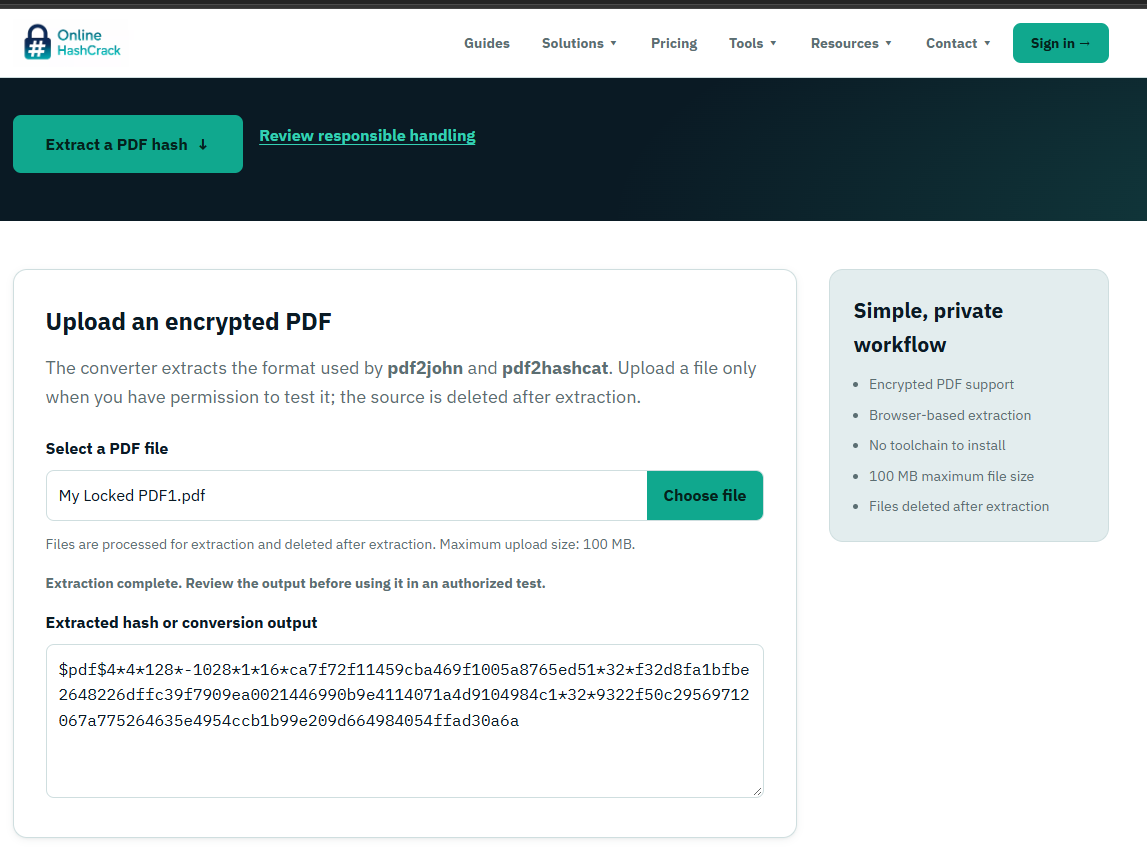 Online
HashCrack
Guides Solutions ▼ Pricing Tools ▼ Resources ▼ Contact ▼ Sign in →
Extract a PDF hash ↓ Review responsible handling
Upload an encrypted PDF
The converter extracts the format used by pdf2john and pdf2hashcat. Upload a file only
when you have permission to test it; the source is deleted after extraction.
Select a PDF file
My Locked PDF1.pdf Choose file
Files are processed for extraction and deleted after extraction. Maximum upload size: 100 MB.
Extraction complete. Review the output before using it in an authorized test.
Extracted hash or conversion output
$pdf$4*4*128*-1028*1*16*ca7f72f11459cba469f1005a8765ed51*32*f32d8fa1bfbe
2648226dffc39f7909ea0021446990b9e4114071a4d9104984c1*32*9322f50c29569712
067a775264635e4954ccb1b99e209d664984054ffad30a6a
Simple, private
workflow
• Encrypted PDF support
• Browser-based extraction
• No toolchain to install
• 100 MB maximum file size
• Files deleted after extraction